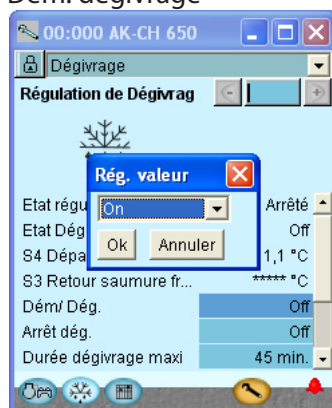 Dém. dégivrage
00:000 AK-CH 650
Dégivrage
Régulation de Dégivrag
Rég. valeur
Etat régu Arrêté
On
Etat Dég Off
Ok Annuler
S4 Dépa 1,1 °C
S3 Retour saumure fr... ***** °C
Dém/ Dég. Off
Arrêt dég. Off
Durée dégivrage maxi 45 min.